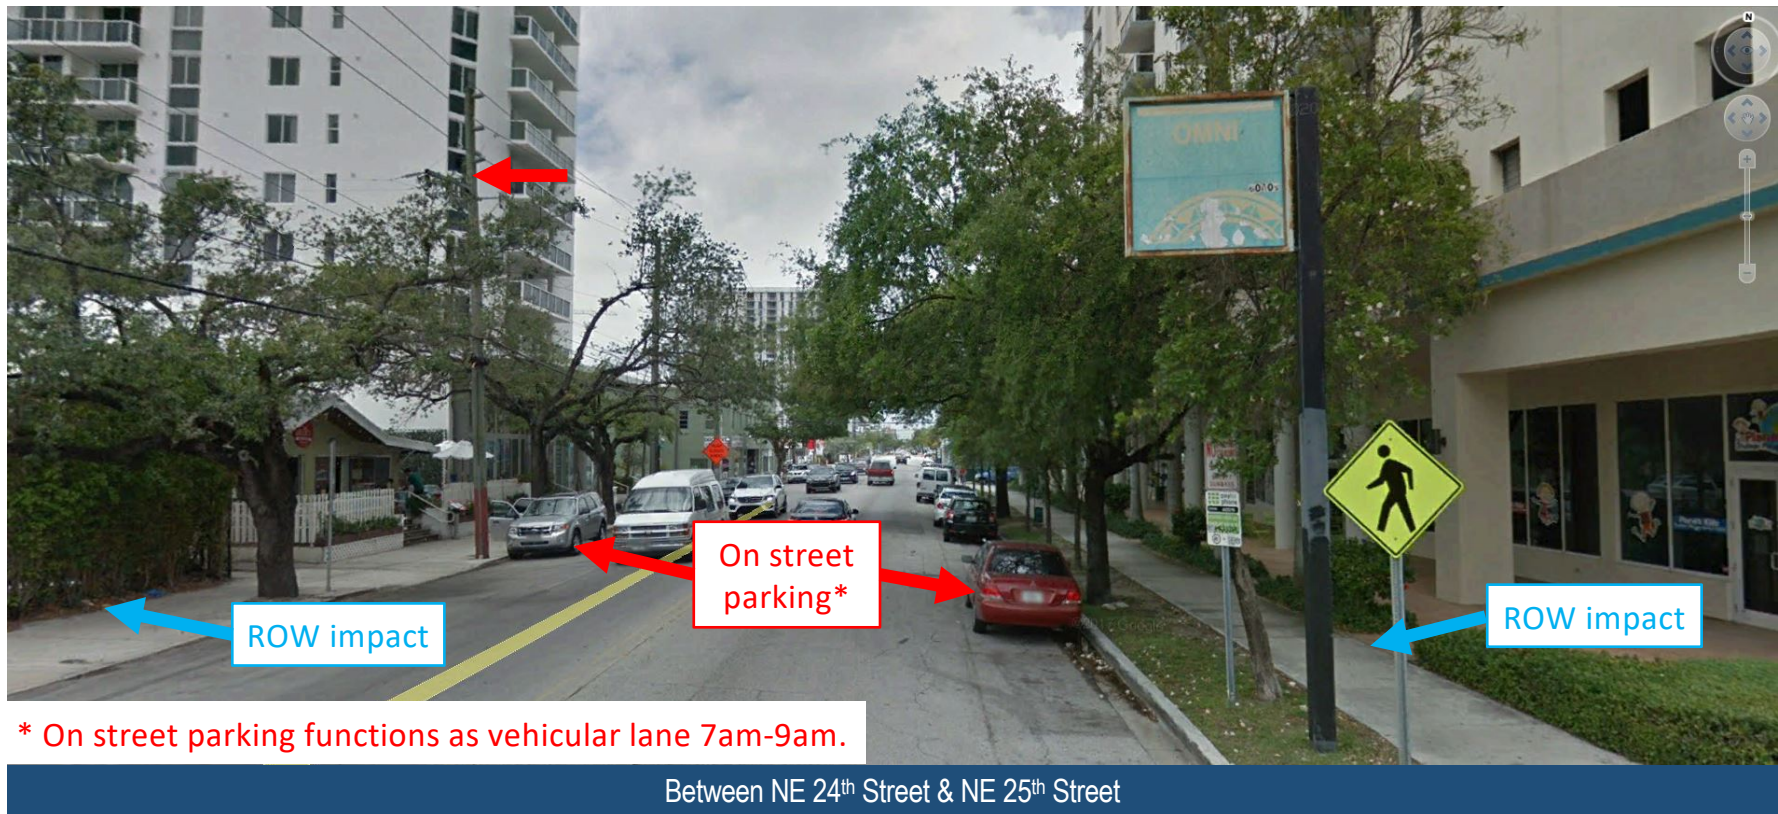 N
OMNI
On street
parking*
ROW impact
ROW impact
* On street parking functions as vehicular lane 7am-9am.
Between NE 24th Street & NE 25th Street